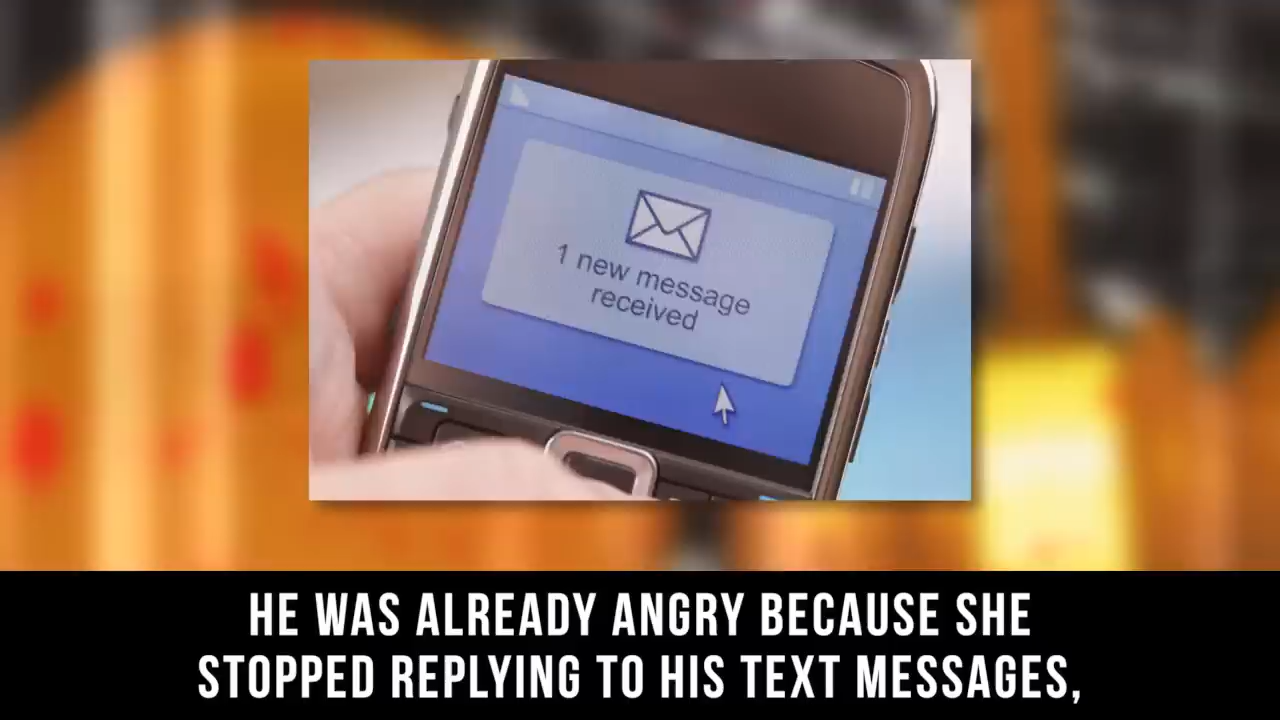 1 new message
received
HE WAS ALREADY ANGRY BECAUSE SHE
STOPPED REPLYING TO HIS TEXT MESSAGES,